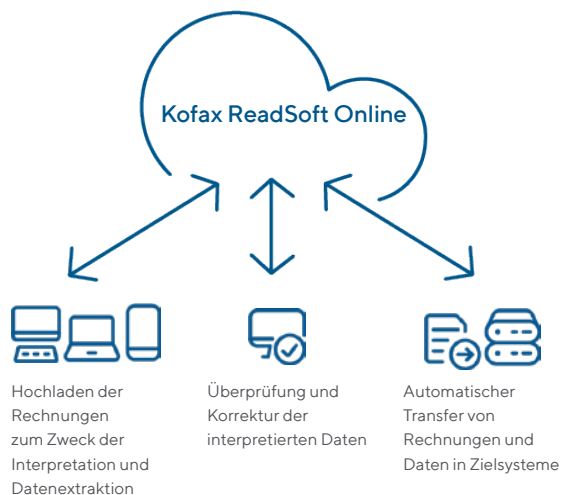 Kofax ReadSoft Online
Hochladen der
Rechnungen
zum Zweck der
Interpretation und
Datenextraktion
Überprüfung und
Korrektur der
interpretierten Daten
Automatischer
Transfer von
Rechnungen und
Daten in Zielsysteme